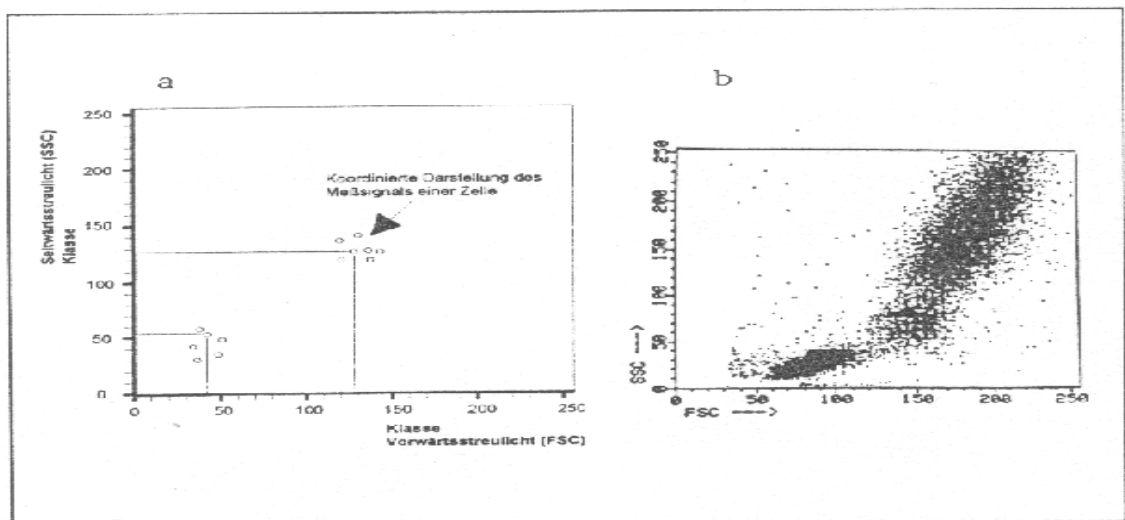 a
250
200
150
100
50
0
Seitwärtsstreulicht (SSC)
Klasse
Koordinierte Darstellung des
Meßsignals einer Zelle
0 50 100 150 200 250
Klasse
Vorwärtsstreulicht (FSC)
b
250
200
150
100
50
0
SSC --->
50 100 150 200 250
FSC --->